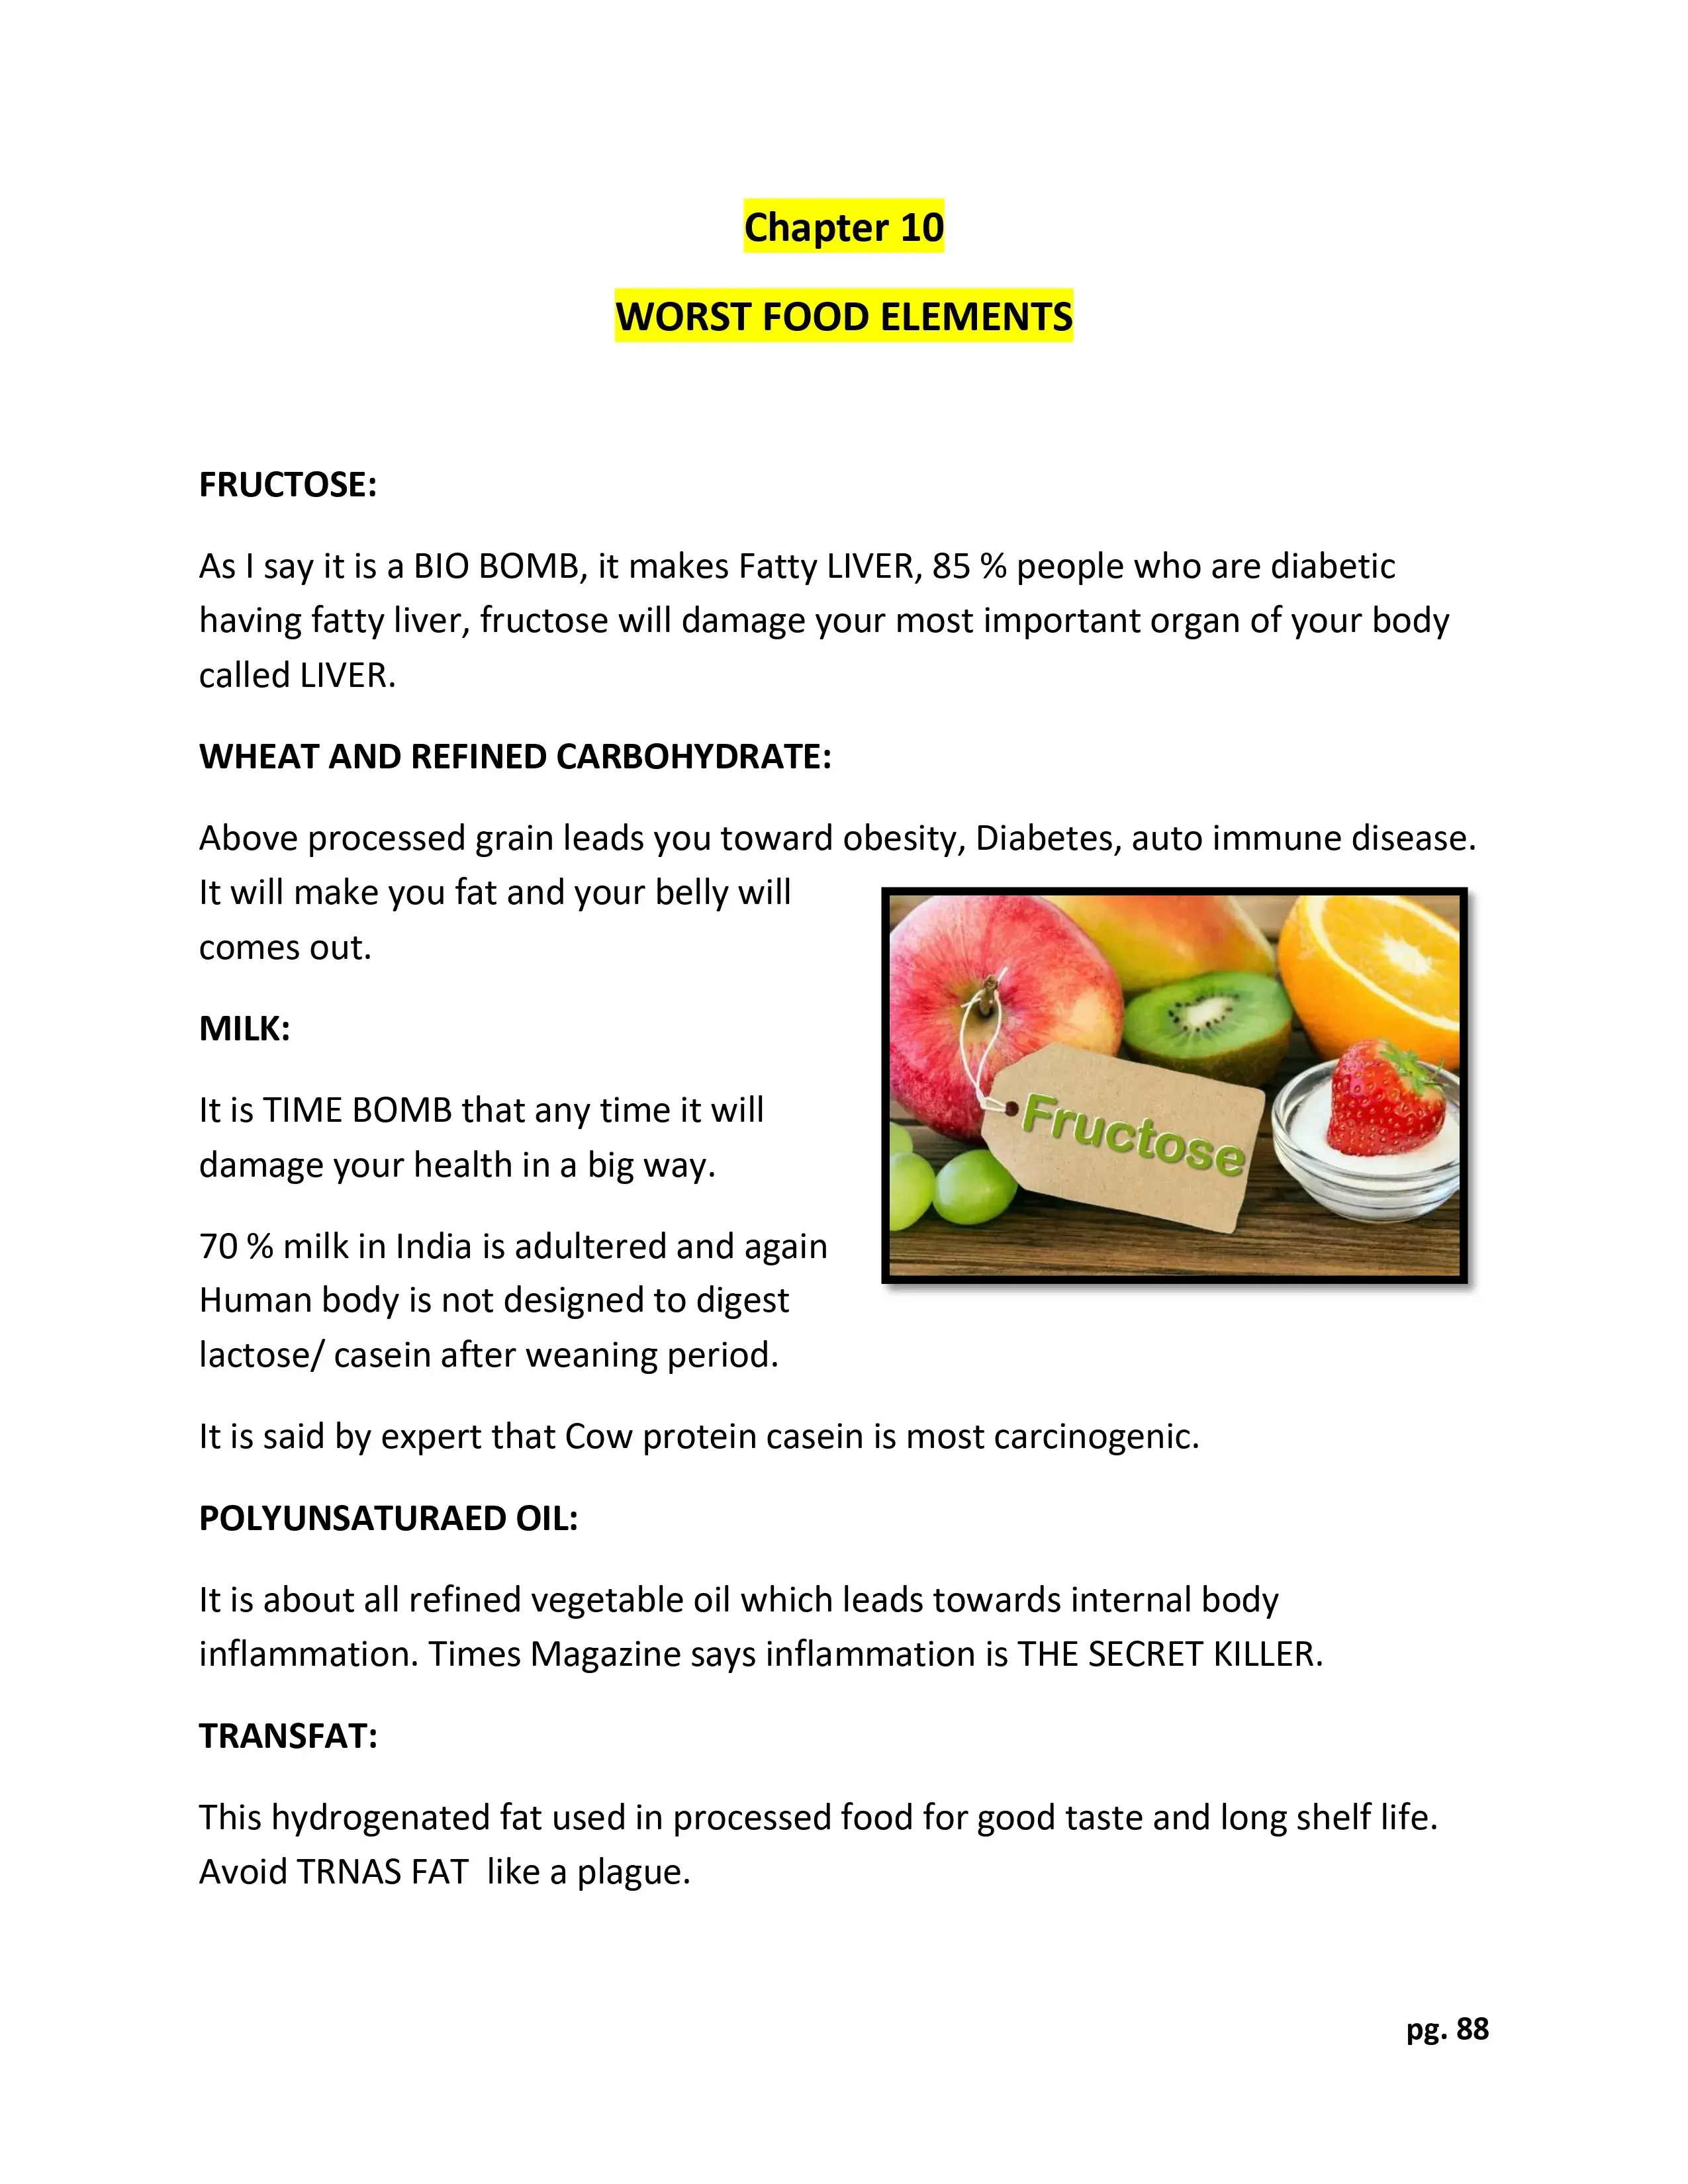 Chapter 10
WORST FOOD ELEMENTS
FRUCTOSE:
As I say it is a BIO BOMB, it makes Fatty LIVER, 85 % people who are diabetic
having fatty liver, fructose will damage your most important organ of your body
called LIVER.
WHEAT AND REFINED CARBOHYDRATE:
Above processed grain leads you toward obesity, Diabetes, auto immune disease.
It will make you fat and your belly will
comes out.
MILK:
It is TIME BOMB that any time it will
damage your health in a big way.
70 % milk in India is adultered and again
Human body is not designed to digest
lactose/ casein after weaning period.
Fructose
It is said by expert that Cow protein casein is most carcinogenic.
POLYUNSATURAED OIL:
It is about all refined vegetable oil which leads towards internal body
inflammation. Times Magazine says inflammation is THE SECRET KILLER.
TRANSFAT:
This hydrogenated fat used in processed food for good taste and long shelf life.
Avoid TRNAS FAT  like a plague.
pg. 88